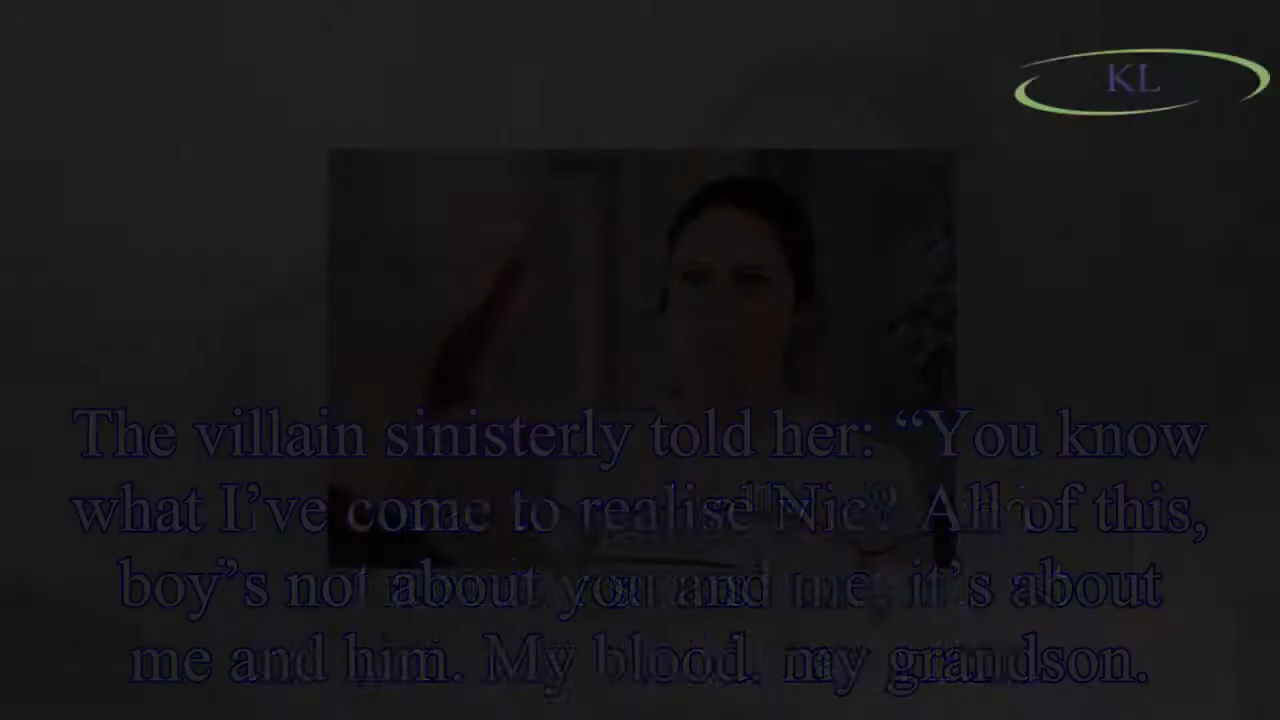 KL
The villain sinisterly told her: “You know
what I’ve come to realise Nic? All of this,
boy”s not about you and me, it’s about
me and him. My blood, my grandson.